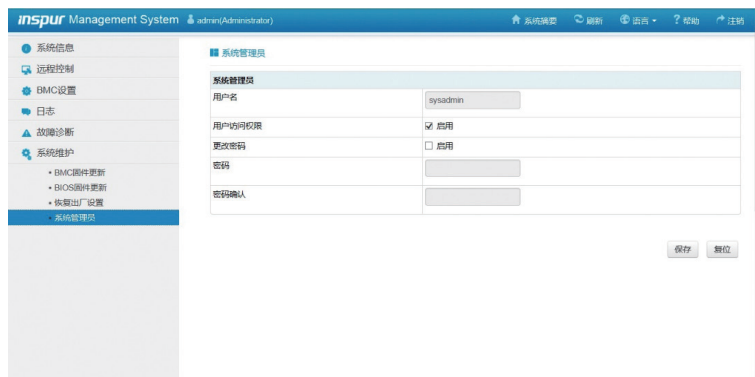 inspur Management System admin(Administrator) 系统摘要 刷新 语言 ? 帮助 注销
系统信息
远程控制
BMC设置
日志
故障诊断
系统维护
• BMC固件更新
• BIOS固件更新
• 恢复出厂设置
• 系统管理员
系统管理员
系统管理员
用户名 sysadmin
用户访问权限 启用
更改密码 启用
密码
密码确认
保存 复位